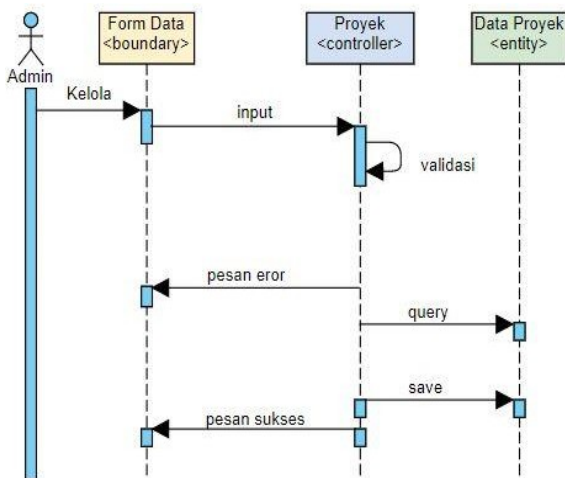 Form Data
<boundary>
Proyek
<controller>
Data Proyek
<entity>
Admin
Kelola
input
validasi
pesan eror
query
save
pesan sukses